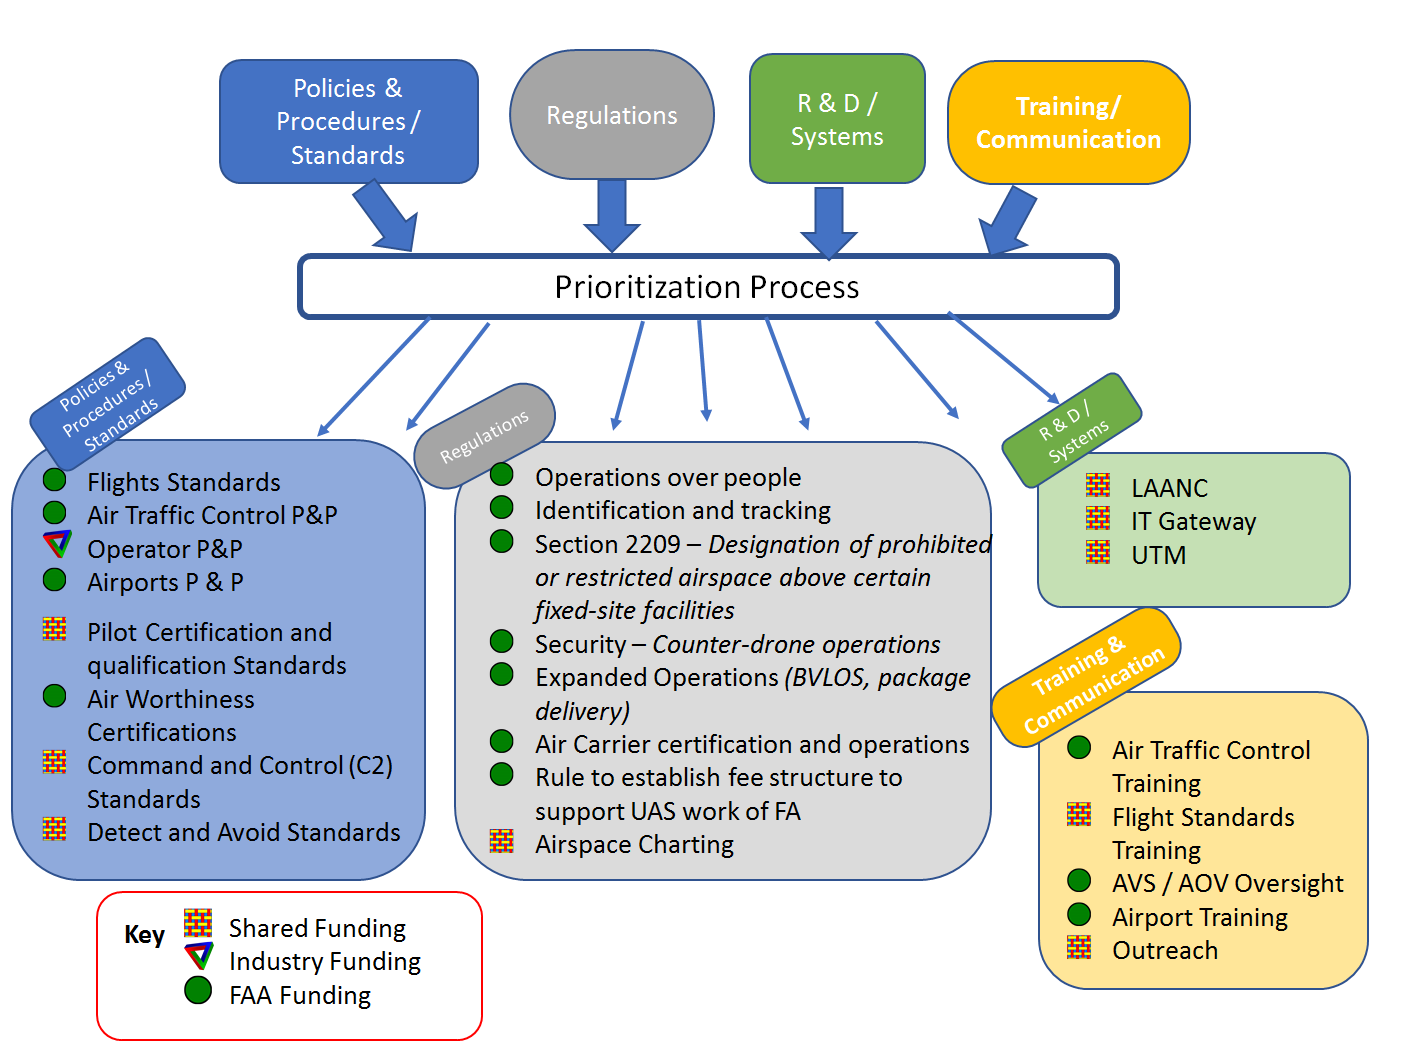 Policies &
Procedures /
Standards
Regulations
R & D /
Systems
Training/
Communication
Prioritization Process
Policies &
Procedures /
Standards
Flights Standards
Air Traffic Control P&P
Operator P&P
Airports P & P
Pilot Certification and
qualification Standards
Air Worthiness
Certifications
Command and Control (C2)
Standards
Detect and Avoid Standards
Regulations
Operations over people
Identification and tracking
Section 2209 – Designation of prohibited
or restricted airspace above certain
fixed-site facilities
Security – Counter-drone operations
Expanded Operations (BVLOS, package
delivery)
Air Carrier certification and operations
Rule to establish fee structure to
support UAS work of FA
Airspace Charting
R & D /
Systems
LAANC
IT Gateway
UTM
Training &
Communication
Air Traffic Control
Training
Flight Standards
Training
AVS / AOV Oversight
Airport Training
Outreach
Key
Shared Funding
Industry Funding
FAA Funding